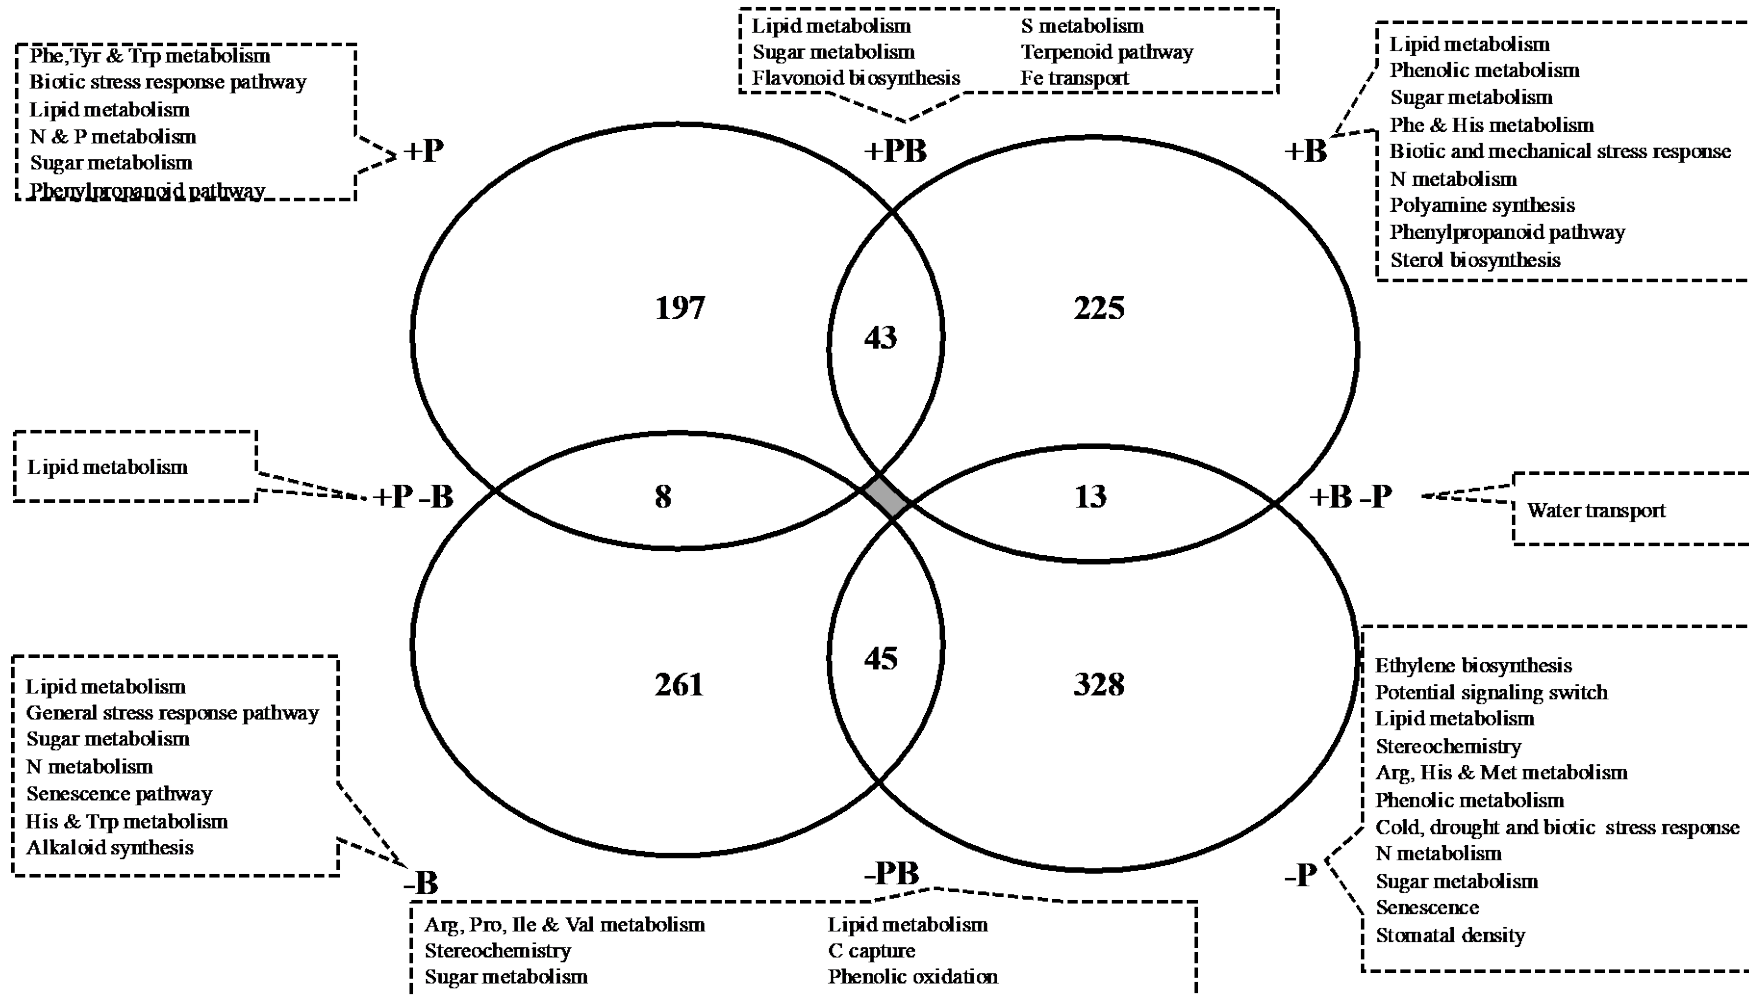 Phe,Tyr & Trp metabolism
Biotic stress response pathway
Lipid metabolism
N & P metabolism
Sugar metabolism
Phenylpropanoid pathway
+P
Lipid metabolism
Sugar metabolism
Flavonoid biosynthesis
S metabolism
Terpenoid pathway
Fe transport
+PB
+B
Lipid metabolism
Phenolic metabolism
Sugar metabolism
Phe & His metabolism
Biotic and mechanical stress response
N metabolism
Polyamine synthesis
Phenylpropanoid pathway
Sterol biosynthesis
197
43
225
Lipid metabolism
+P -B
8
13
+B -P
Water transport
261
45
328
Lipid metabolism
General stress response pathway
Sugar metabolism
N metabolism
Senescence pathway
His & Trp metabolism
Alkaloid synthesis
-B
-PB
Arg, Pro, Ile & Val metabolism
Stereochemistry
Sugar metabolism
Lipid metabolism
C capture
Phenolic oxidation
-P
Ethylene biosynthesis
Potential signaling switch
Lipid metabolism
Stereochemistry
Arg, His & Met metabolism
Phenolic metabolism
Cold, drought and biotic stress response
N metabolism
Sugar metabolism
Senescence
Stomatal density